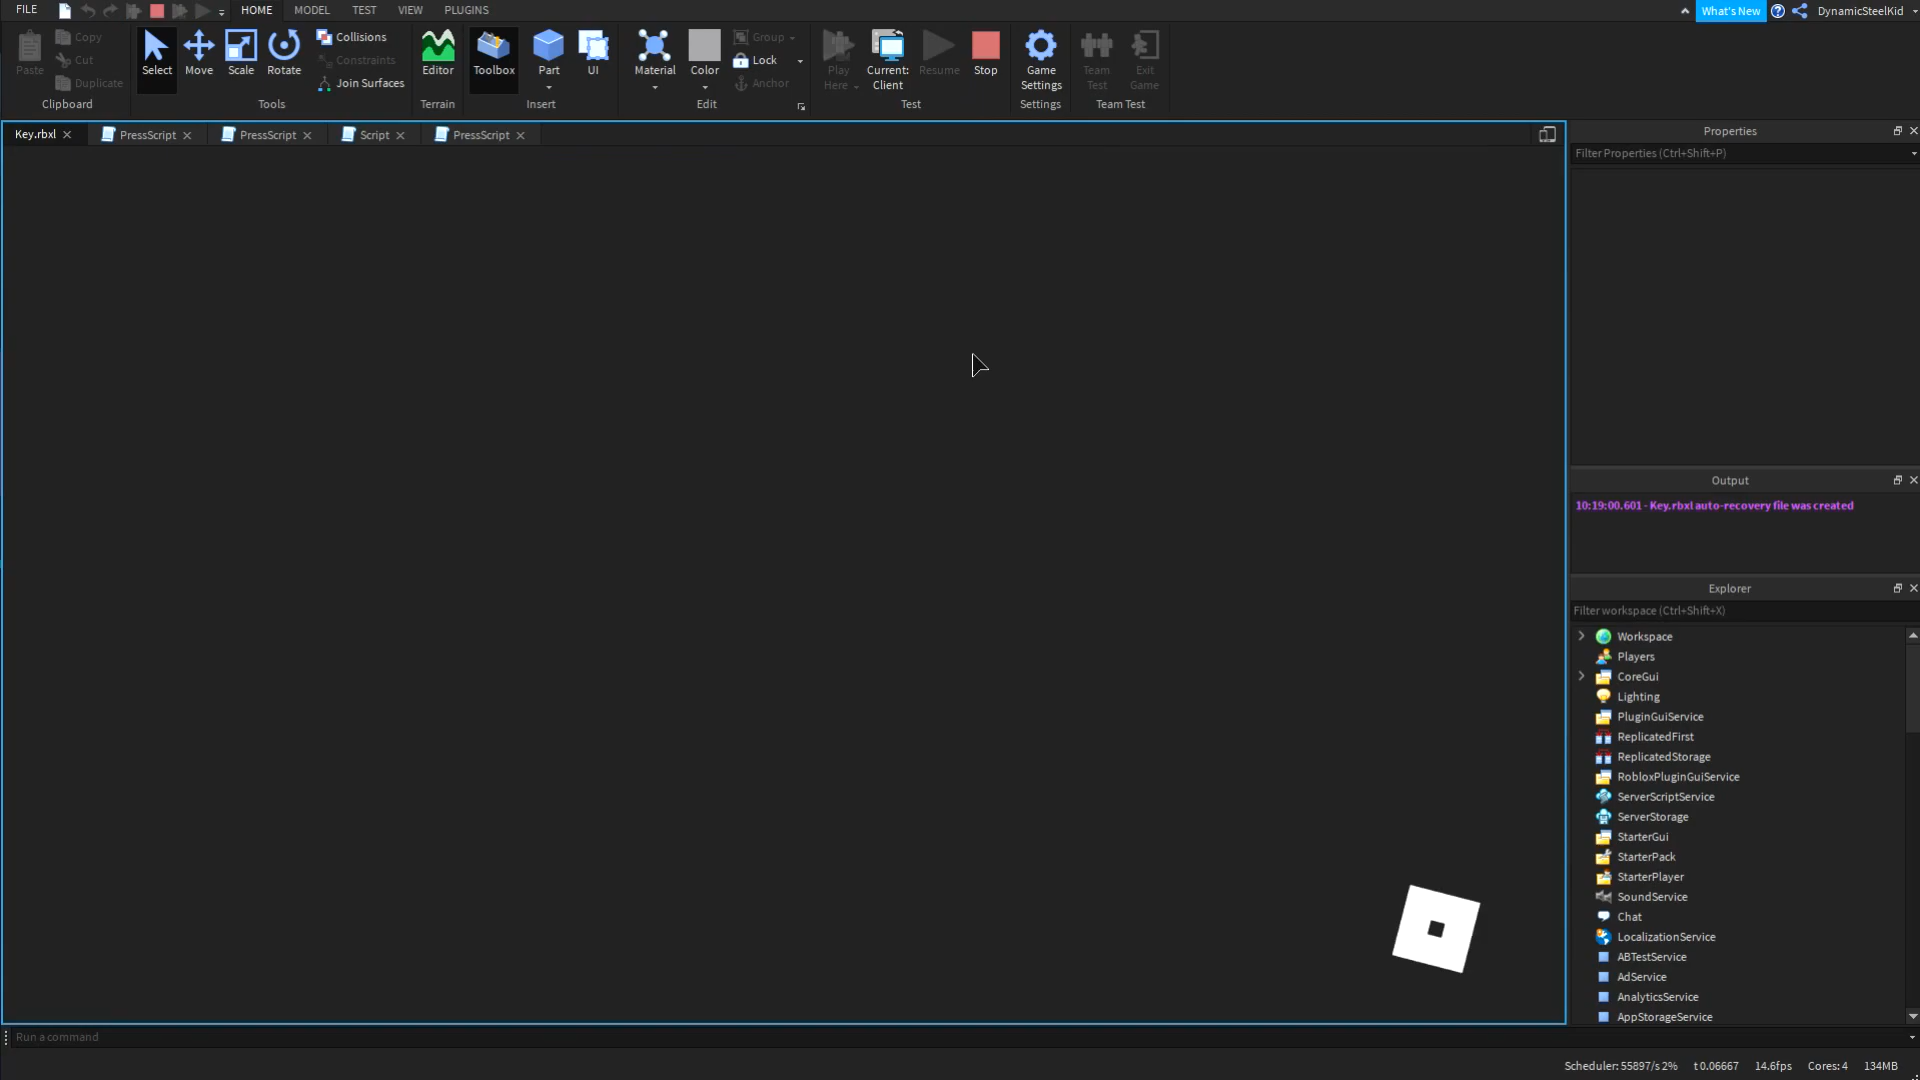 FILE HOME MODEL TEST VIEW PLUGINS What's New DynamicSteelKid
Paste
Copy
Cut
Duplicate
Clipboard
Select Move Scale Rotate
Collisions
Constraints
Join Surfaces
Tools
Editor
Terrain
Toolbox Part UI
Insert
Material Color
Group
Lock
Anchor
Edit
Play Here
Current: Client
Resume Stop
Test
Game Settings
Settings
Team Test
Exit Game
Team Test
Key.rbxl PressScript PressScript Script PressScript
Properties
Filter Properties (Ctrl+Shift+P)
Output
10:19:00.601 - Key.rbxl auto-recovery file was created
Explorer
Filter workspace (Ctrl+Shift+X)
Workspace
Players
CoreGui
Lighting
PluginGuiService
ReplicatedFirst
ReplicatedStorage
RobloxPluginGuiService
ServerScriptService
ServerStorage
StarterGui
StarterPack
StarterPlayer
SoundService
Chat
LocalizationService
ABTestService
AdService
AnalyticsService
AppStorageService
Run a command
Scheduler: 55897/s 2% t 0.06667 14.6fps Cores: 4 134MB